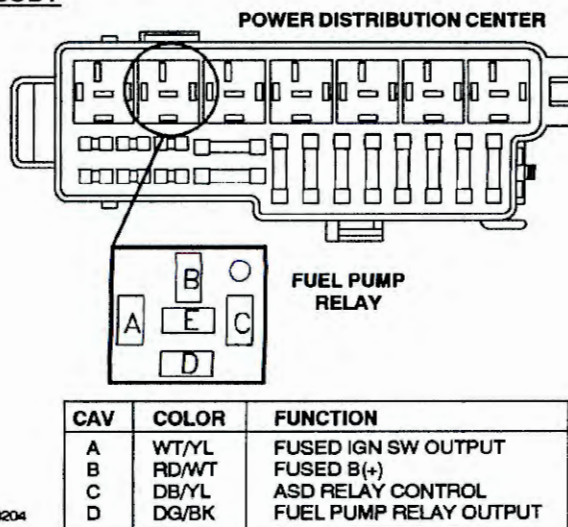 POWER DISTRIBUTION CENTER
B
A
E
C
D
FUEL PUMP
RELAY
CAV COLOR FUNCTION
A WT/YL FUSED IGN SW OUTPUT
B RD/WT FUSED B(+)
C DB/YL ASD RELAY CONTROL
D DG/BK FUEL PUMP RELAY OUTPUT